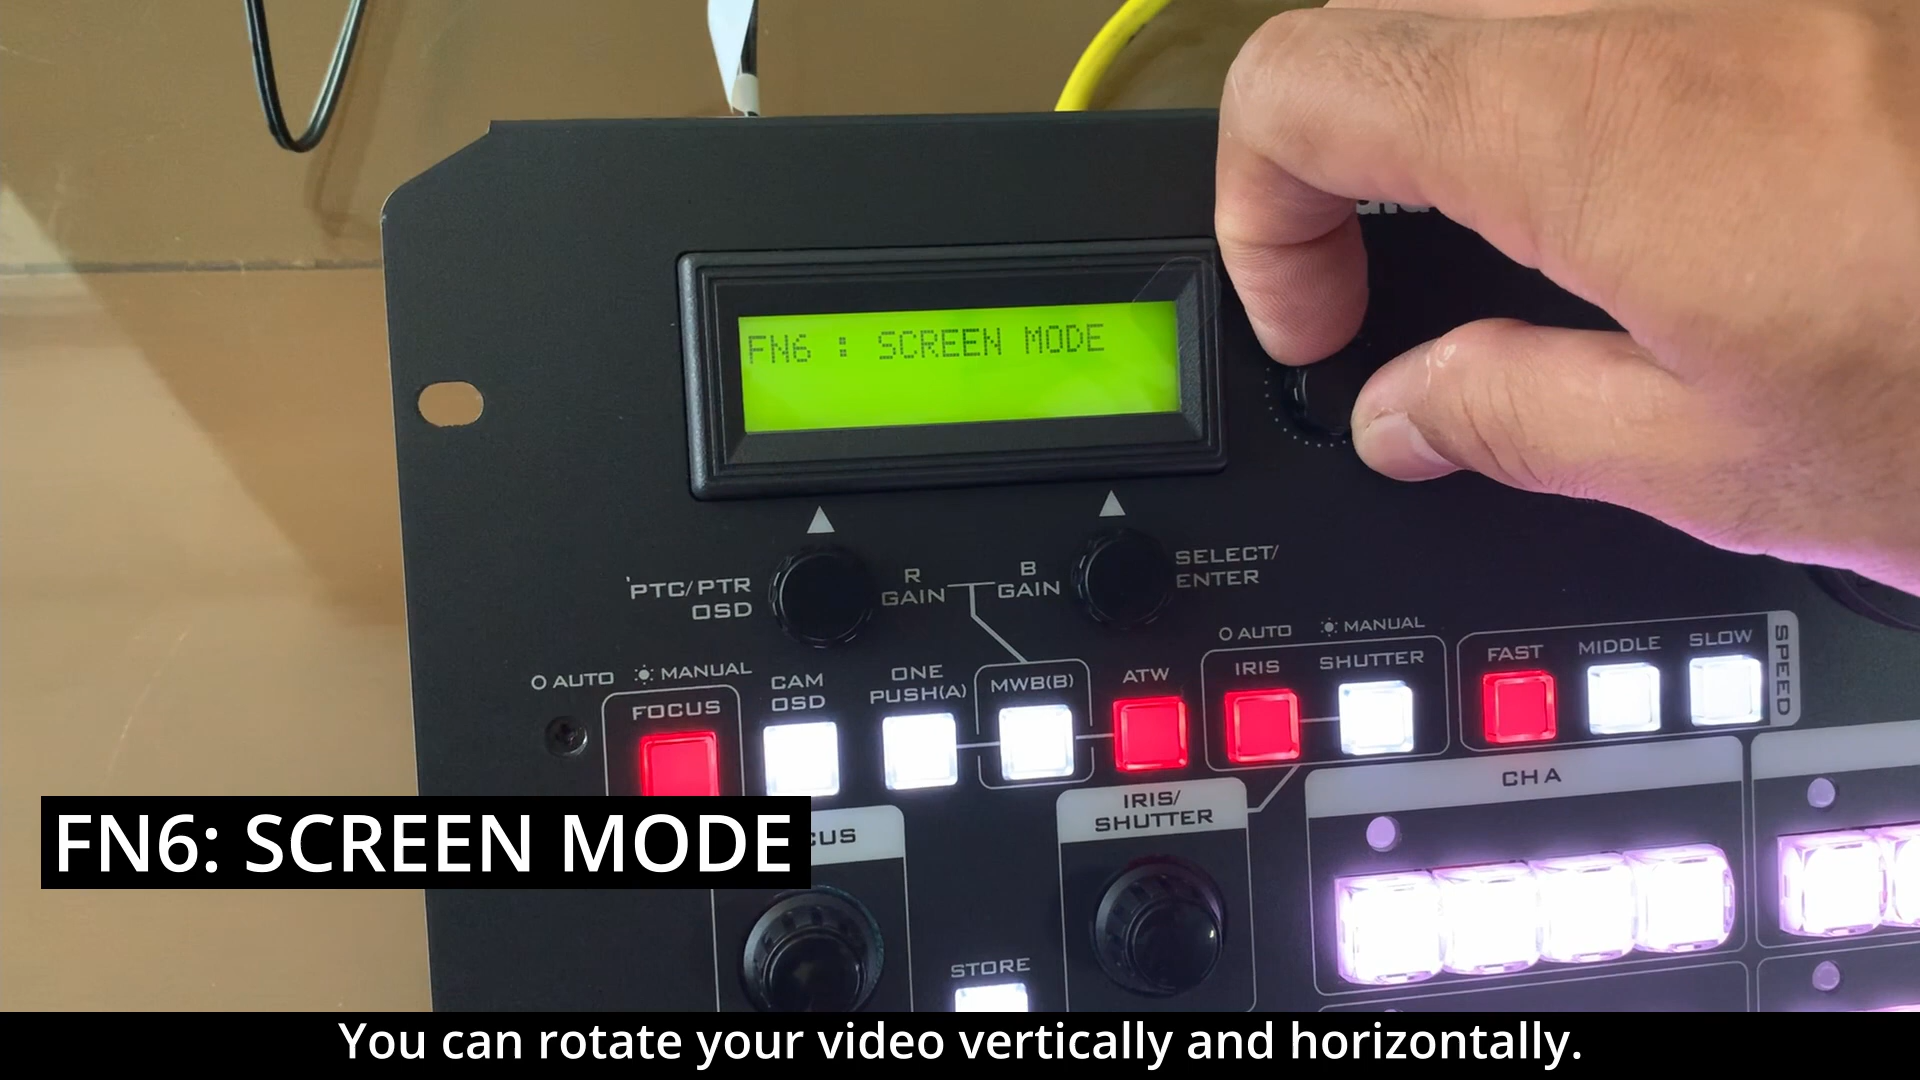 FN6 : SCREEN MODE
PTC/PTR
OSD
R
GAIN
B
GAIN
SELECT/
ENTER
AUTO
MANUAL
FOCUS
CAM
OSD
ONE
PUSH(A)
MWB(B)
ATW
AUTO
MANUAL
IRIS
SHUTTER
FAST
MIDDLE
SLOW
SPEED
CH A
IRIS/
SHUTTER
STORE
FN6: SCREEN MODE
You can rotate your video vertically and horizontally.